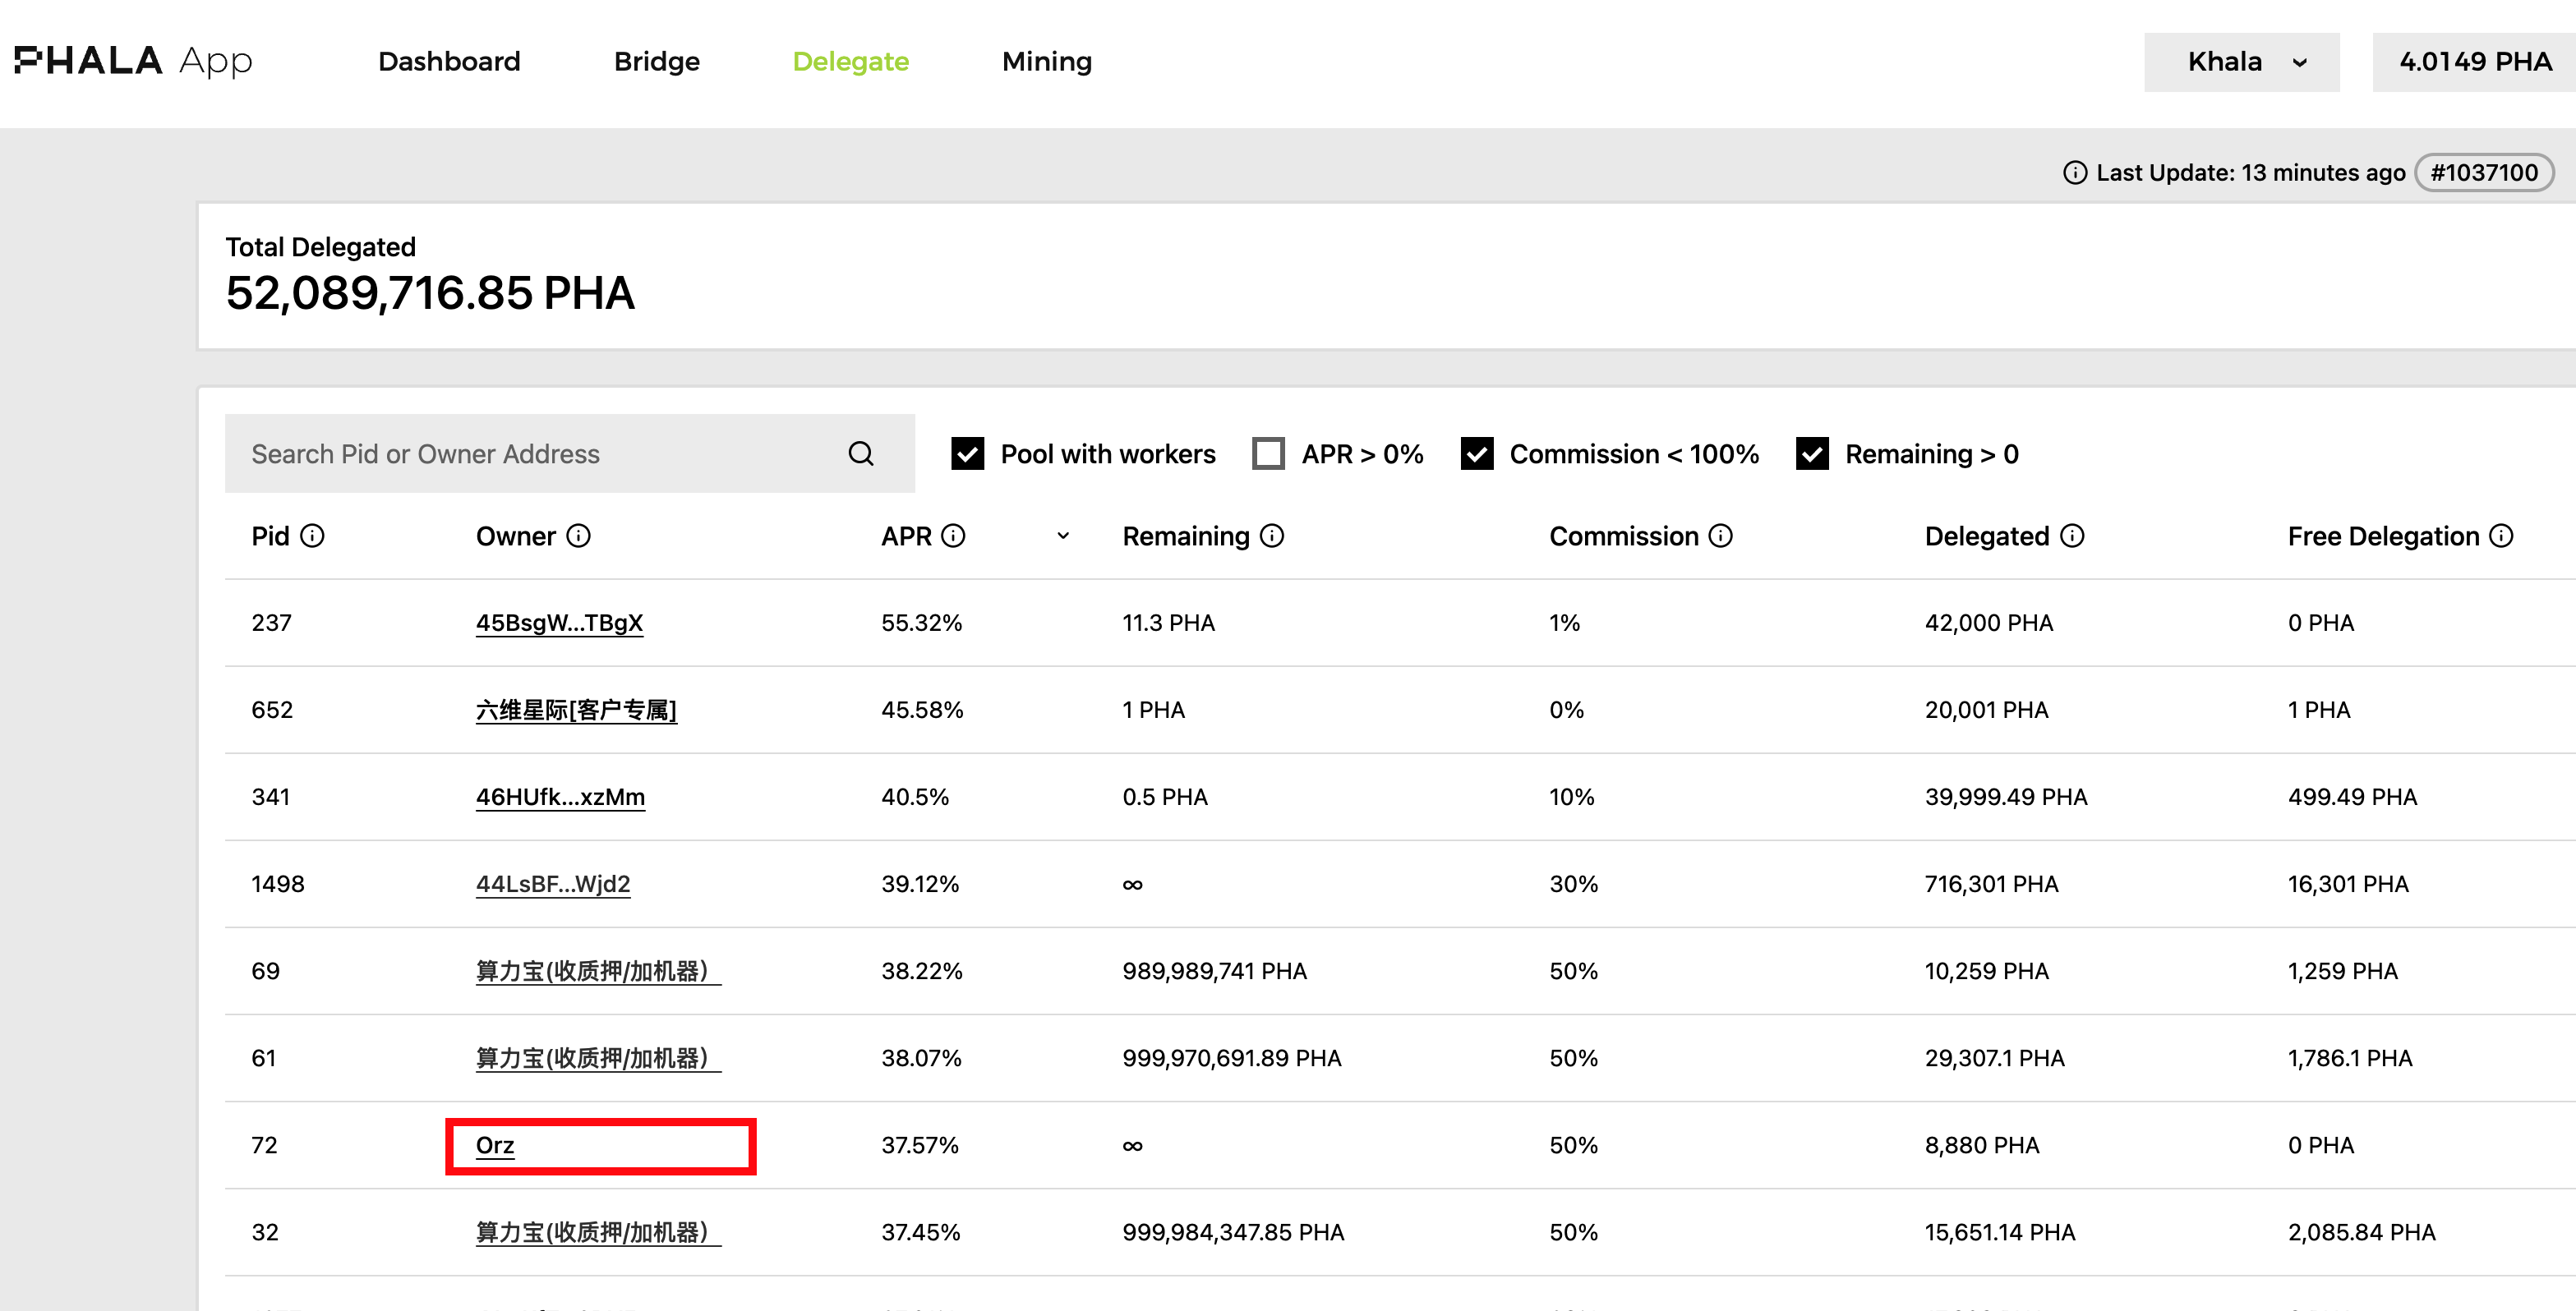 PHALA App Dashboard Bridge Delegate Mining Khala 4.0149 PHA
Last Update: 13 minutes ago #1037100
Total Delegated
52,089,716.85 PHA
Search Pid or Owner Address Pool with workers APR > 0% Commission < 100% Remaining > 0
Pid Owner APR Remaining Commission Delegated Free Delegation
237 45BsgW...TBgX 55.32% 11.3 PHA 1% 42,000 PHA 0 PHA
652 六维星际[客户专属] 45.58% 1 PHA 0% 20,001 PHA 1 PHA
341 46HUfk...xzMm 40.5% 0.5 PHA 10% 39,999.49 PHA 499.49 PHA
1498 44LsBF...Wjd2 39.12% ∞ 30% 716,301 PHA 16,301 PHA
69 算力宝(收质押/加机器） 38.22% 989,989,741 PHA 50% 10,259 PHA 1,259 PHA
61 算力宝(收质押/加机器） 38.07% 999,970,691.89 PHA 50% 29,307.1 PHA 1,786.1 PHA
72 Orz 37.57% ∞ 50% 8,880 PHA 0 PHA
32 算力宝(收质押/加机器） 37.45% 999,984,347.85 PHA 50% 15,651.14 PHA 2,085.84 PHA